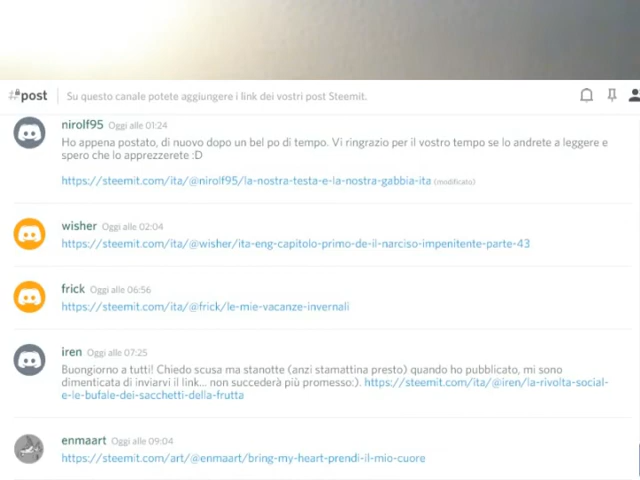 #post Su questo canale potete aggiungere i link dei vostri post Steemit.
nirolf95 Oggi alle 01:24
Ho appena postato, di nuovo dopo un bel po di tempo. Vi ringrazio per il vostro tempo se lo andrete a leggere e
spero che lo apprezzerete :D
https://steemit.com/ita/@nirolf95/la-nostra-testa-e-la-nostra-gabbia-ita (modificato)
wisher Oggi alle 02:04
https://steemit.com/ita/@wisher/ita-eng-capitolo-primo-de-il-narciso-impenitente-parte-43
frick Oggi alle 06:56
https://steemit.com/ita/@frick/le-mie-vacanze-invernali
iren Oggi alle 07:25
Buongiorno a tutti! Chiedo scusa ma stanotte (anzi stamattina presto) quando ho pubblicato, mi sono
dimenticata di inviarvi il link... non succederà più promesso:). https://steemit.com/ita/@iren/la-rivolta-social-
e-le-bufale-dei-sacchetti-della-frutta
enmaart Oggi alle 09:04
https://steemit.com/art/@enmaart/bring-my-heart-prendi-il-mio-cuore